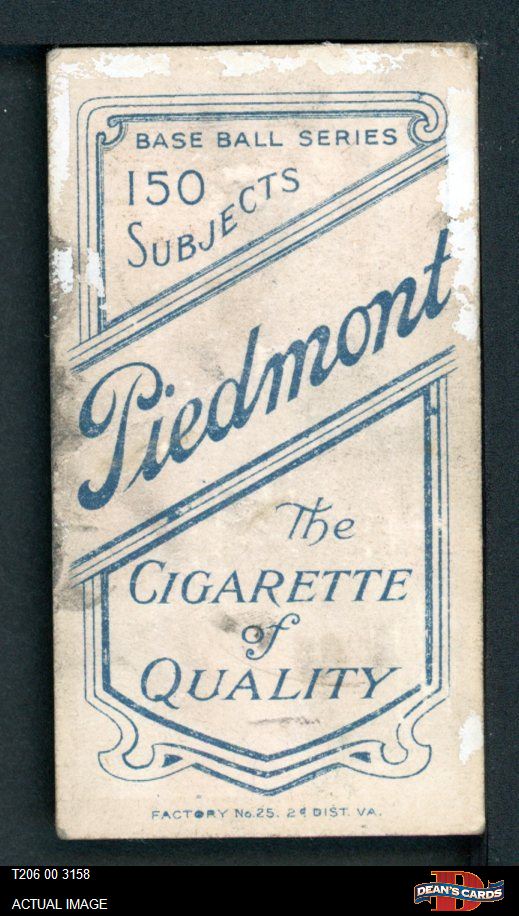 BASE BALL SERIES
150
SUBJECTS
Piedmont
The
CIGARETTE
of
QUALITY
FACTORY No. 25. 2d DIST. VA.
T206 00 3158
ACTUAL IMAGE
D
DEAN'S CARDS